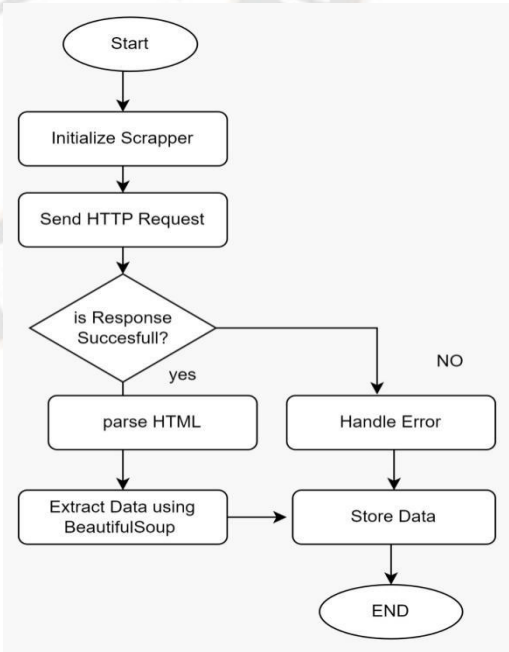 Start
Initialize Scrapper
Send HTTP Request
is Response
Succesfull?
NO
yes
parse HTML
Handle Error
Extract Data using
BeautifulSoup
Store Data
END